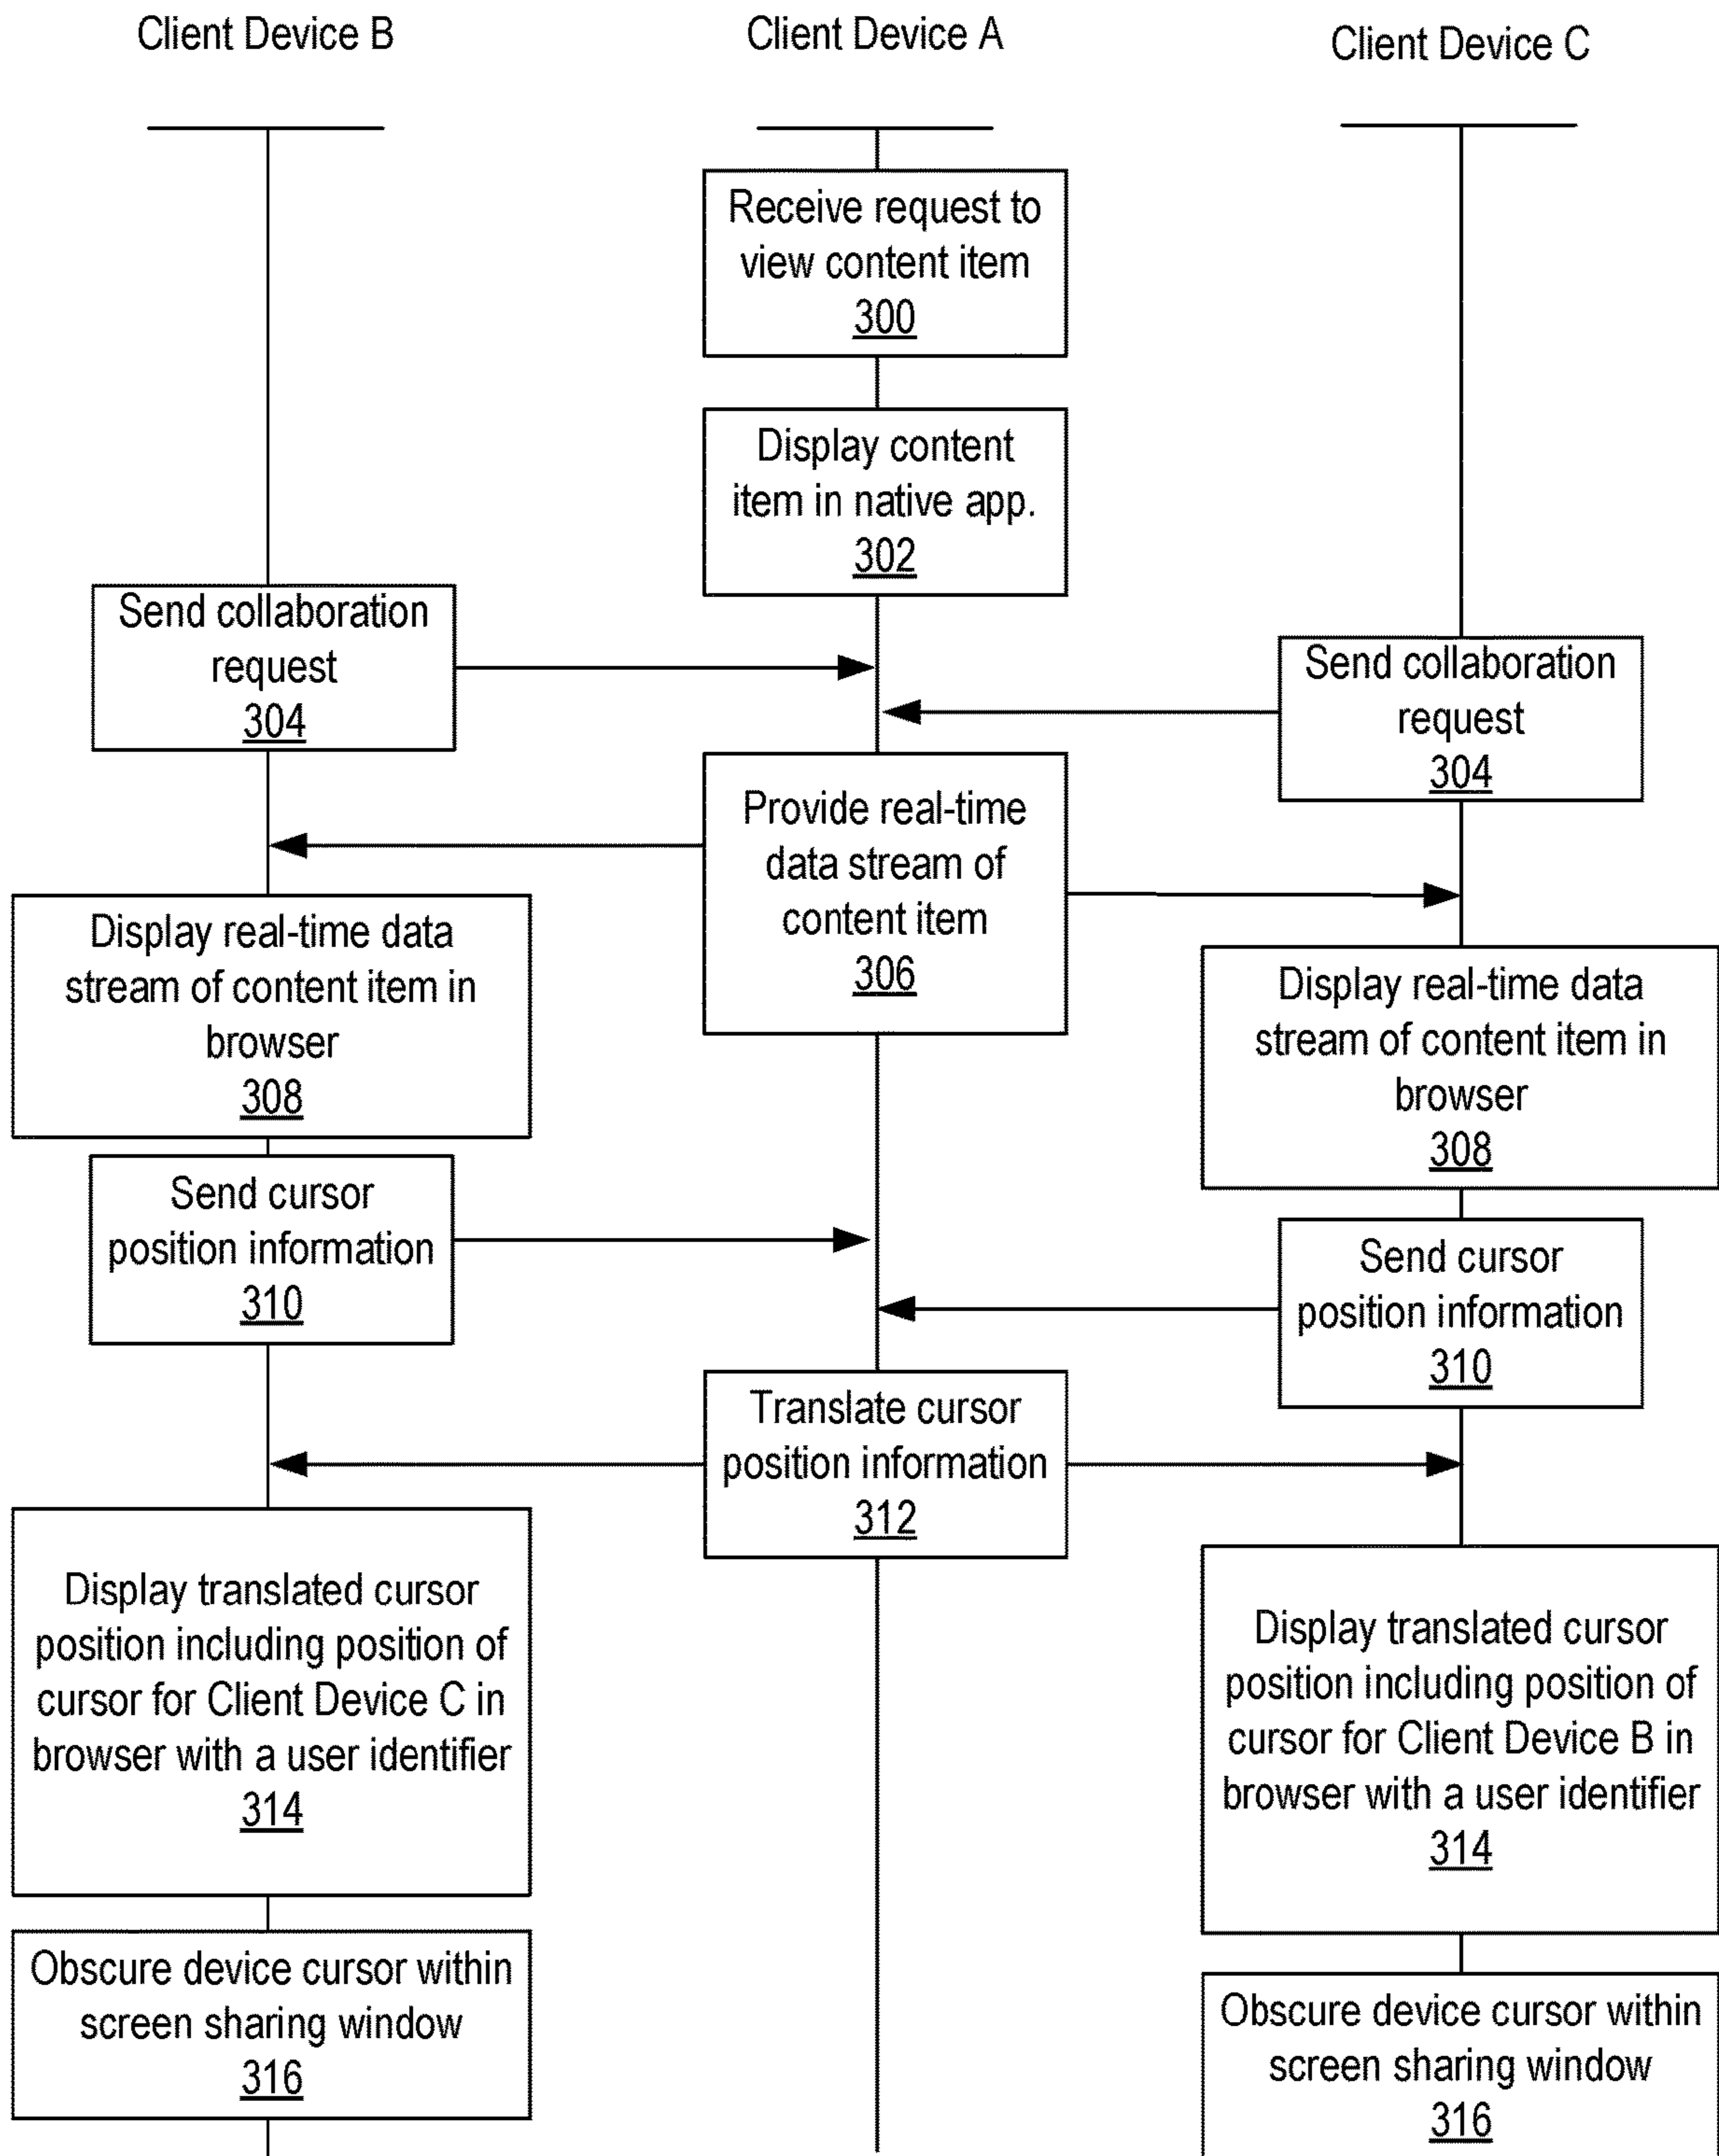 Client Device B
Client Device A
Client Device C
Receive request to
view content item
300
Display content
item in native app.
302
Send collaboration
request
304
Send collaboration
request
304
Provide real-time
data stream of
content item
306
Display real-time data
stream of content item in
browser
308
Display real-time data
stream of content item in
browser
308
Send cursor
position information
310
Send cursor
position information
310
Translate cursor
position information
312
Display translated cursor
position including position of
cursor for Client Device C in
browser with a user identifier
314
Display translated cursor
position including position of
cursor for Client Device B in
browser with a user identifier
314
Obscure device cursor within
screen sharing window
316
Obscure device cursor within
screen sharing window
316